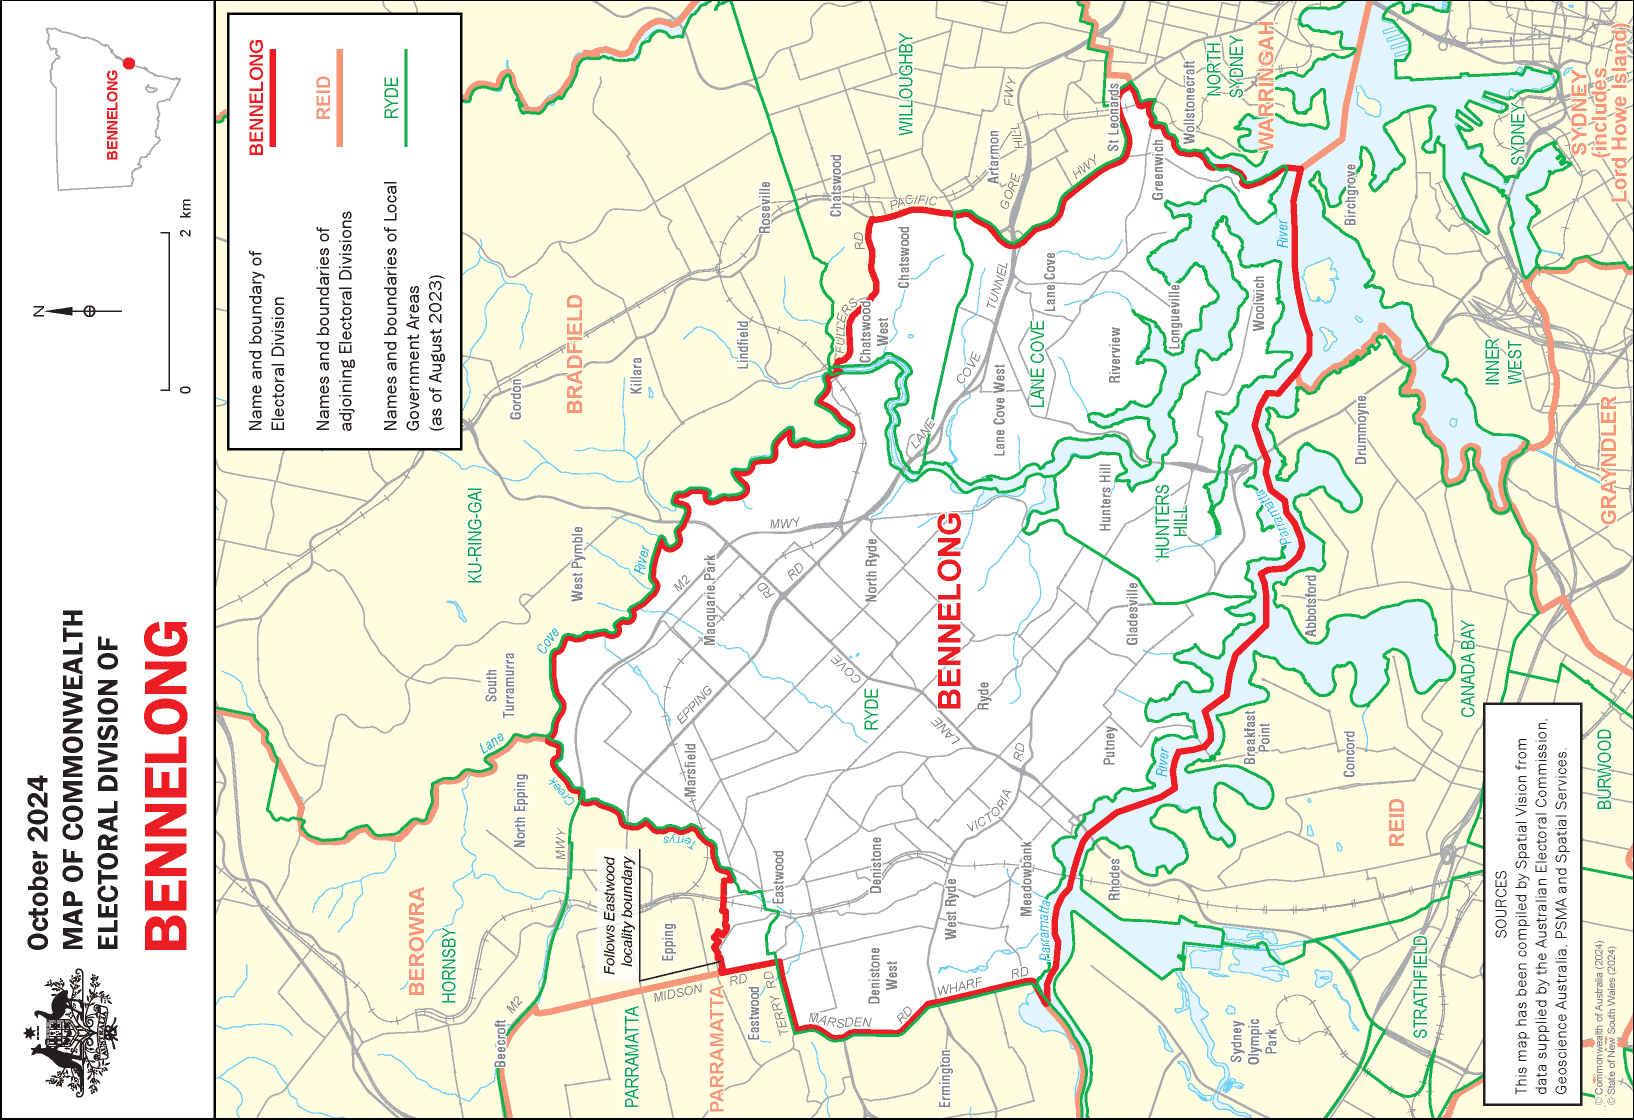 October 2024
MAP OF COMMONWEALTH
ELECTORAL DIVISION OF
BENNELONG
N
0
2 km
BENNELONG
Name and boundary of
Electoral Division
BENNELONG
Names and boundaries of
adjoining Electoral Divisions
REID
Names and boundaries of Local
Government Areas
(as of August 2023)
RYDE
Beecroft
M2
MWY
HORNSBY
BEROWRA
North Epping
Lane
Cove
River
Creek
Terrys
South
Turramurra
West Pymble
KU-RING-GAI
Gordon
BRADFIELD
Killara
Lindfield
Roseville
Chatswood
WILLOUGHBY
Artarmon
GORE
HILL
FWY
St Leonards
Wollstonecraft
NORTH
SYDNEY
WARRINGAH
PARRAMATTA
PARRAMATTA
Follows Eastwood
locality boundary
Epping
MIDSON
RD
Eastwood
TERRY
RD
Eastwood
Marsfield
EPPING
RD
Macquarie Park
M2
MWY
RD
North Ryde
FULLERS
RD
Chatswood
West
Chatswood
PACIFIC
HWY
LANE
COVE
TUNNEL
Lane Cove West
Lane Cove
LANE COVE
Greenwich
Riverview
Longueville
Woolwich
River
Birchgrove
MARSDEN
RD
Denistone
West
Denistone
WHARF
RD
West Ryde
Meadowbank
VICTORIA
RD
LANE
COVE
RYDE
Ryde
BENNELONG
Putney
Gladesville
HUNTERS
HILL
Hunters Hill
Ermington
Parramatta
River
Parramatta
Rhodes
Breakfast
Point
Concord
Abbotsford
Drummoyne
CANADA BAY
REID
Sydney
Olympic
Park
STRATHFIELD
BURWOOD
INNER
WEST
GRAYNDLER
SYDNEY
SYDNEY
(includes
Lord Howe Island)
SOURCES
This map has been compiled by Spatial Vision from
data supplied by the Australian Electoral Commission,
Geoscience Australia, PSMA and Spatial Services.
© Commonwealth of Australia (2024)
© State of New South Wales (2024)